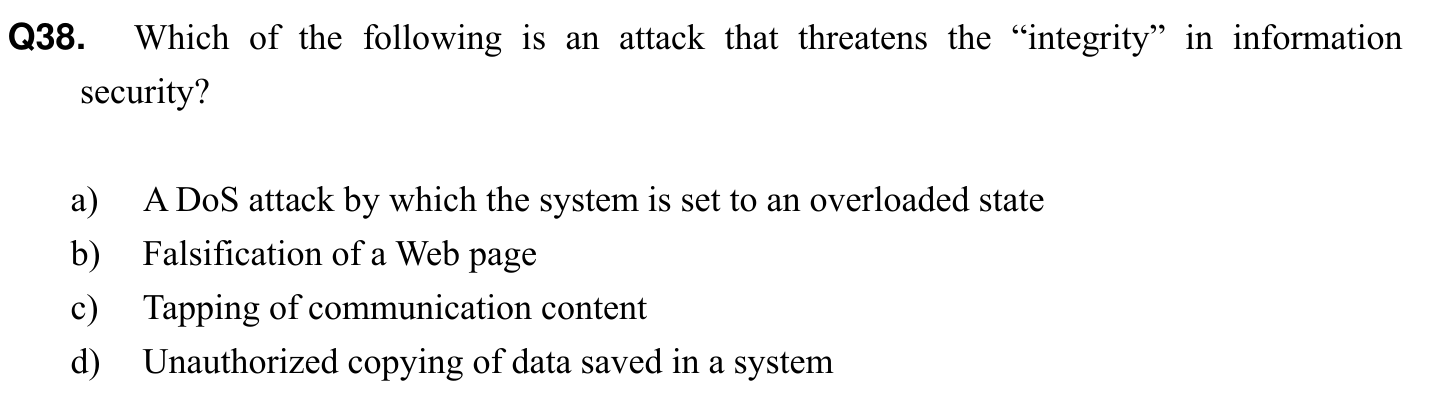 Q38. Which of the following is an attack that threatens the “integrity” in information
security?
a) A DoS attack by which the system is set to an overloaded state
b) Falsification of a Web page
c) Tapping of communication content
d) Unauthorized copying of data saved in a system